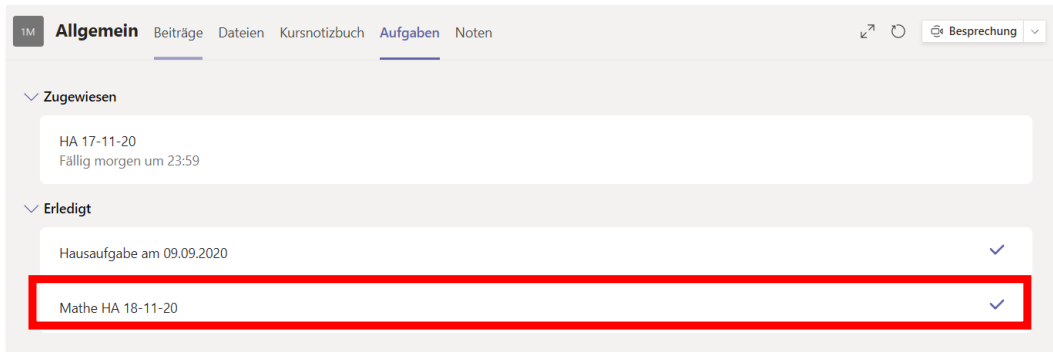 1M Allgemein Beiträge Dateien Kursnotizbuch Aufgaben Noten Besprechung
Zugewiesen
HA 17-11-20
Fällig morgen um 23:59
Erledigt
Hausaufgabe am 09.09.2020
Mathe HA 18-11-20